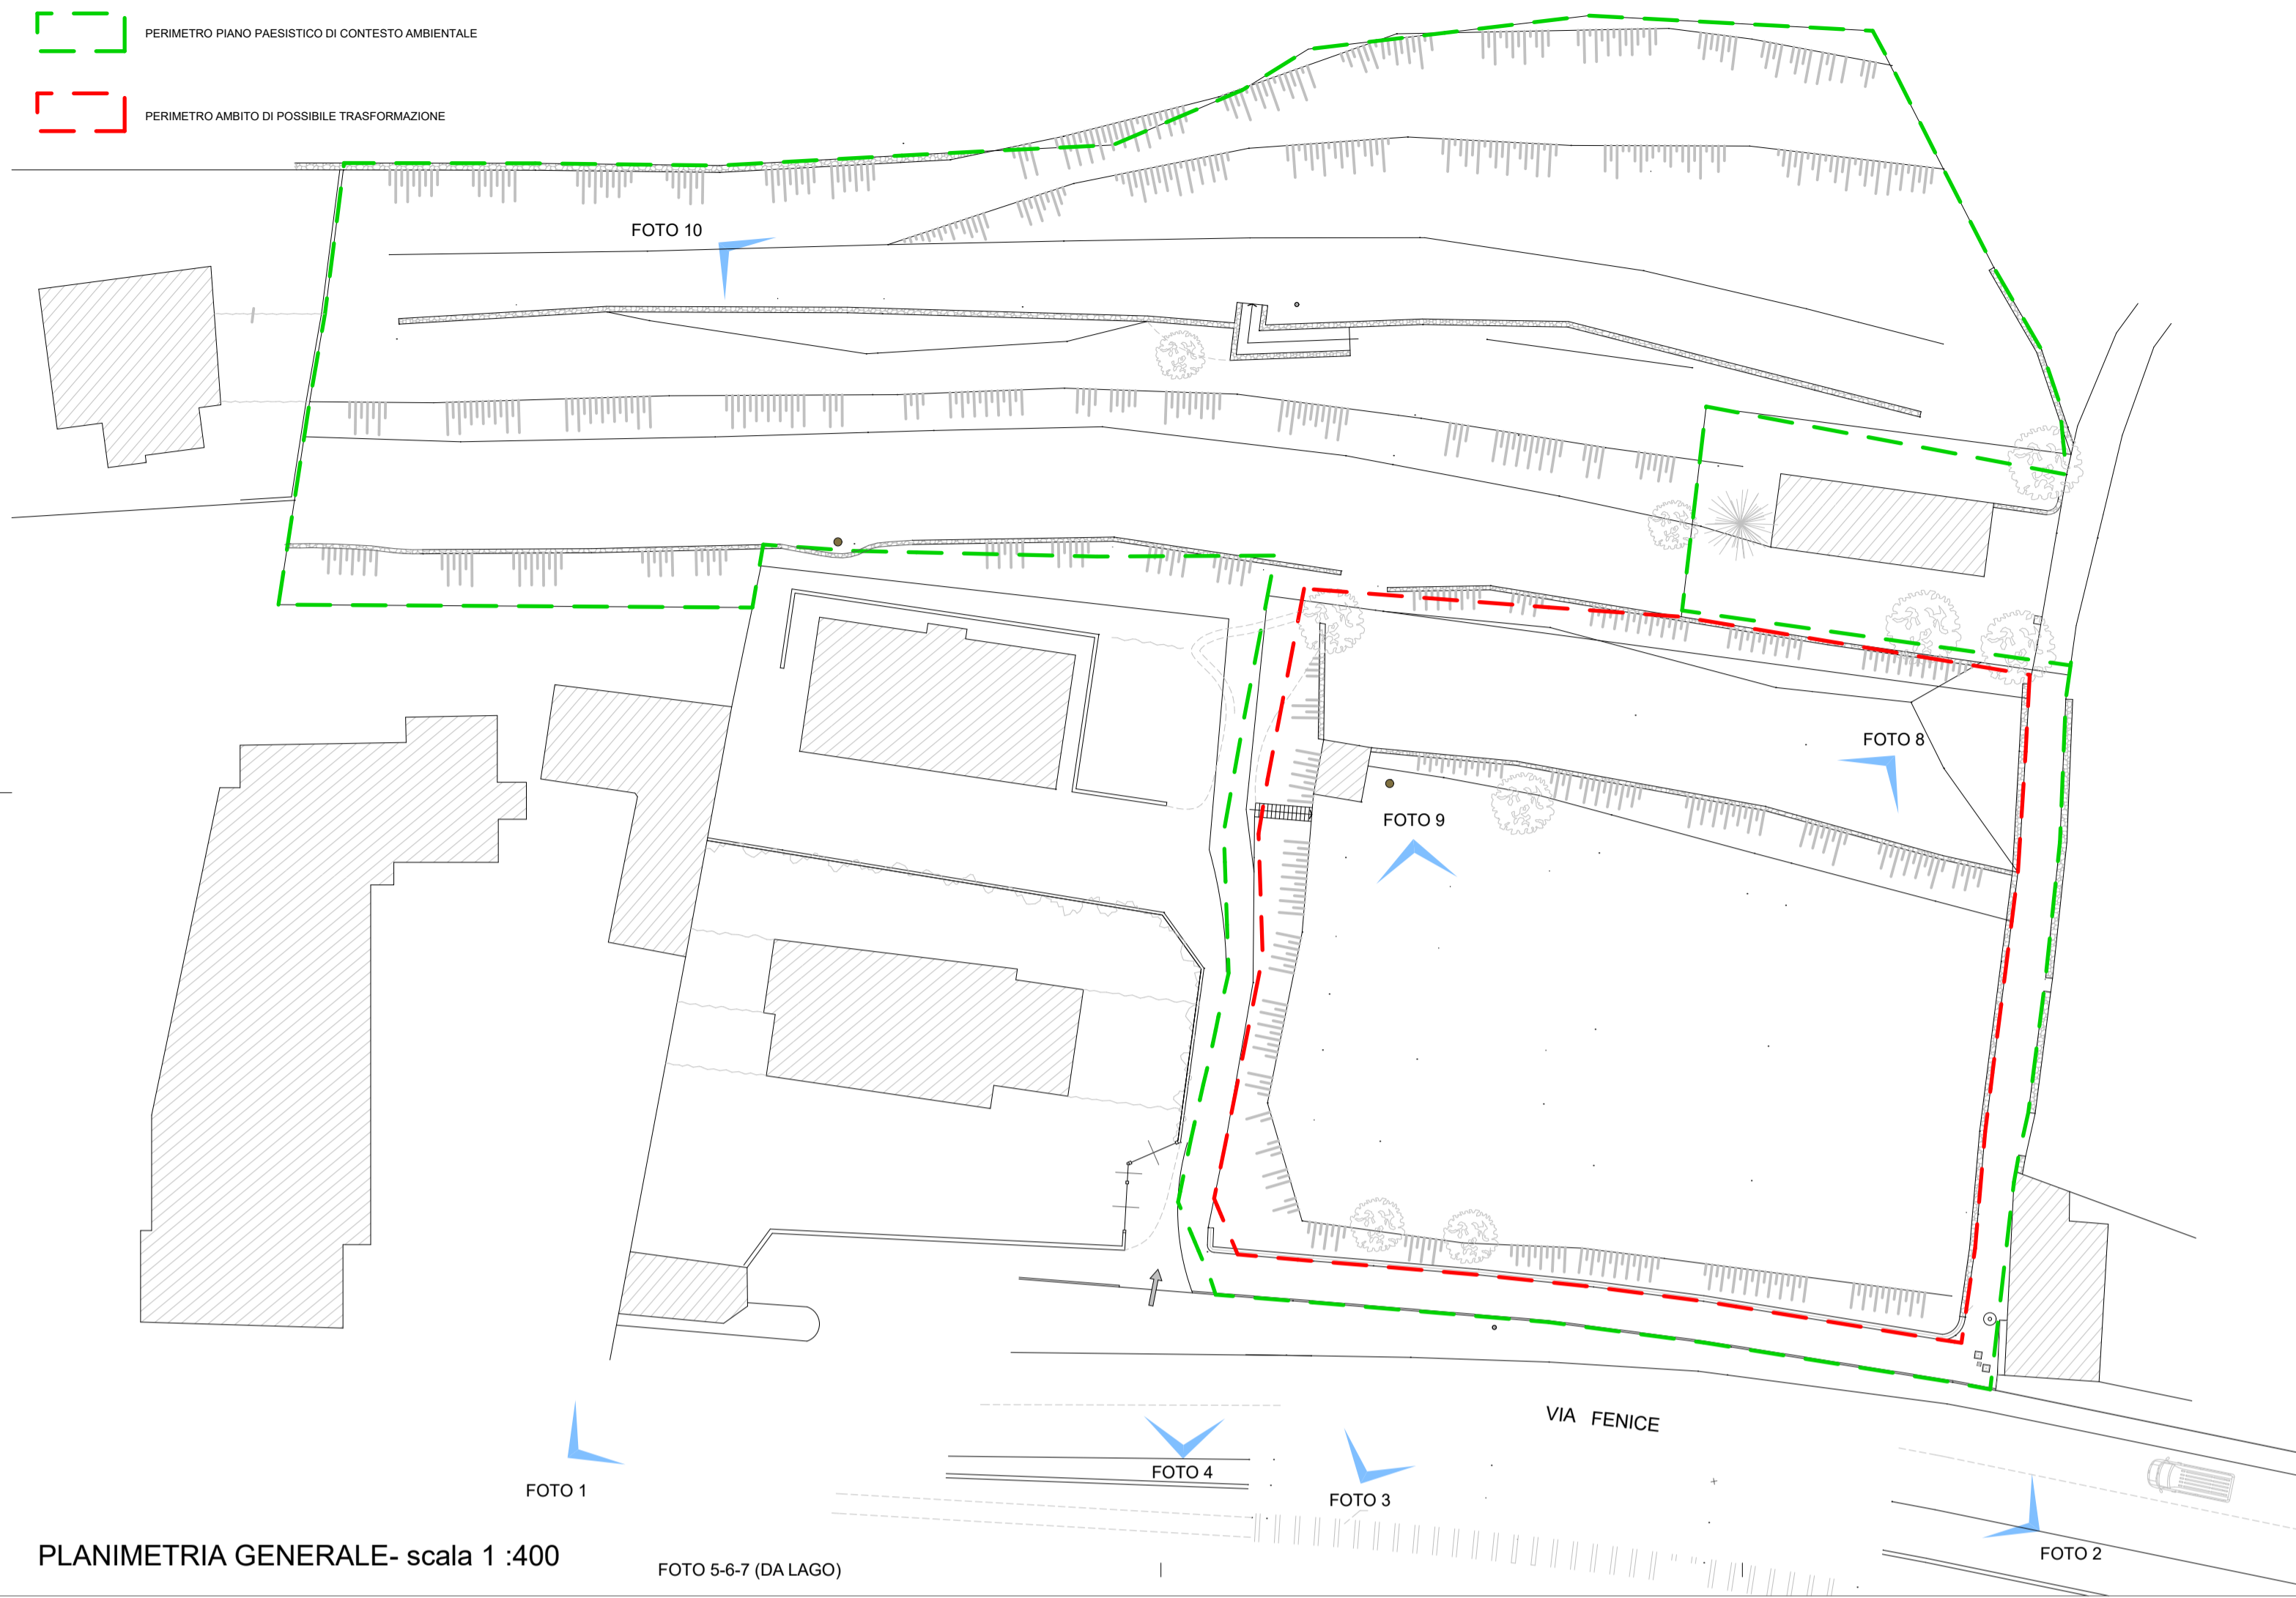 PERIMETRO PIANO PAESISTICO DI CONTESTO AMBIENTALE
PERIMETRO AMBITO DI POSSIBILE TRASFORMAZIONE
FOTO 10
FOTO 8
FOTO 9
VIA FENICE
FOTO 4
FOTO 1
FOTO 3
FOTO 2
PLANIMETRIA GENERALE- scala 1 :400
FOTO 5-6-7 (DA LAGO)